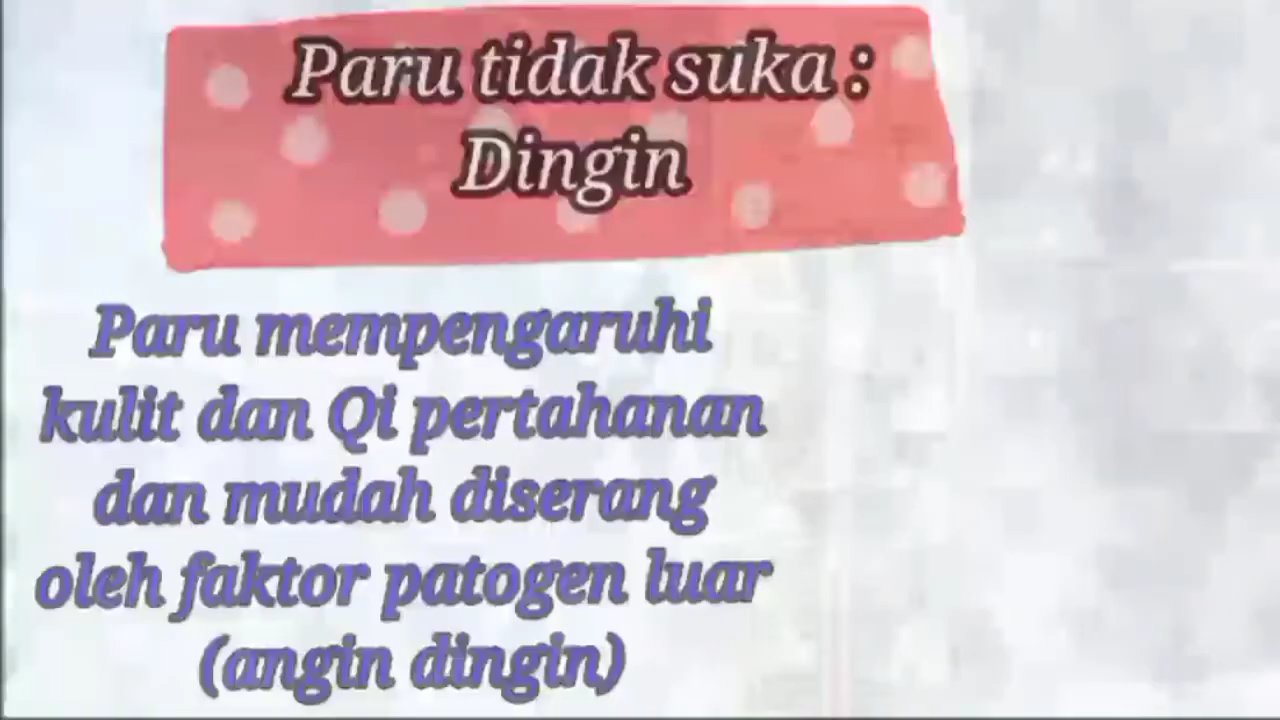 Paru tidak suka :
Dingin
Paru mempengaruhi
kulit dan Qi pertahanan
dan mudah diserang
oleh faktor patogen luar
(angin dingin)